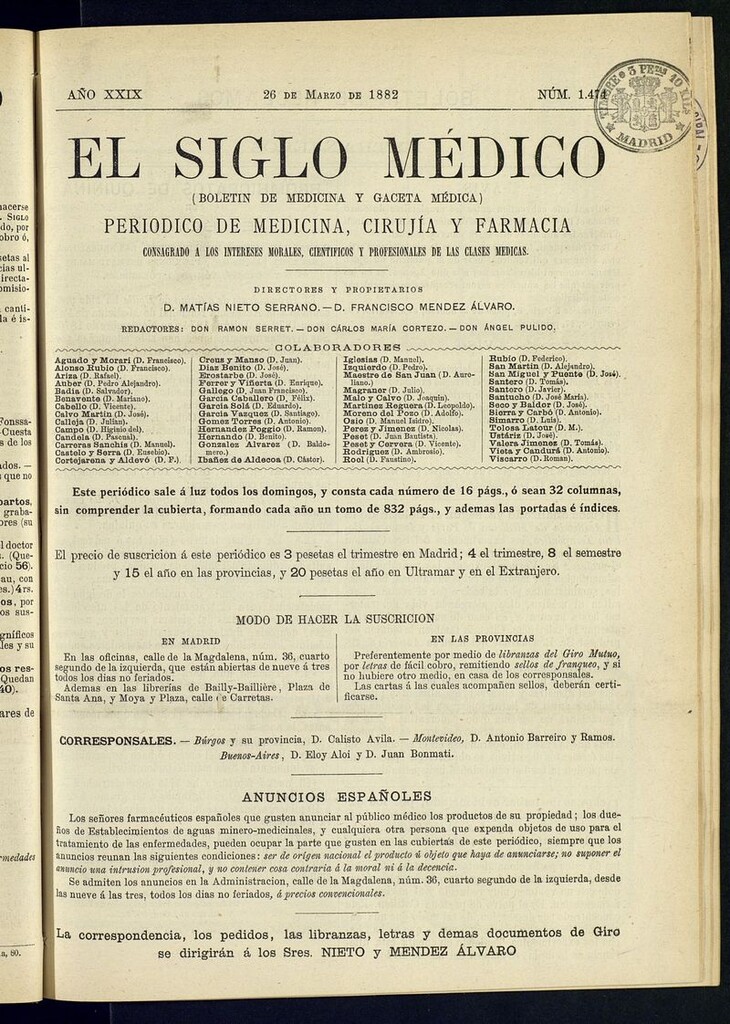 AÑO XXIX
26 DE MARZO DE 1882
NÚM. 1.474
TIMBRE 3 PETAS 10 KILS
MADRID
EL SIGLO MÉDICO
(BOLETIN DE MEDICINA Y GACETA MÉDICA)
PERIODICO DE MEDICINA, CIRUJÍA Y FARMACIA
CONSAGRADO A LOS INTERESES MORALES, CIENTIFICOS Y PROFESIONALES DE LAS CLASES MEDICAS.
DIRECTORES Y PROPIETARIOS
D. MATÍAS NIETO SERRANO.—D. FRANCISCO MENDEZ ÁLVARO.
REDACTORES: DON RAMON SERRET.—DON CÁRLOS MARÍA CORTEZO.—DON ÁNGEL PULIDO.
COLABORADORES
Aguado y Morari (D. Francisco).
Alonso Rubio (D. Francisco).
Ariza (D. Rafael).
Auber (D. Pedro Alejandro).
Badia (D. Salvador).
Benavente (D. Mariano).
Cabello (D. Vicente).
Calvo Martin (D. José).
Calleja (D. Julian).
Campo (D. Higinio del).
Candela (D. Pascual).
Carreras Sanchis (D. Manuel).
Castelo y Serra (D. Eusebio).
Cortejarena y Aldevó (D. F.).
Creus y Manso (D. Juan).
Diaz Benito (D. José).
Erostarbe (D. José).
Ferrer y Viñerta (D. Enrique).
Gallego (D. Juan Francisco).
Garcia Caballero (D. Félix).
Garcia Solá (D. Eduardo).
Garcia Vazquez (D. Santiago).
Gomez Torres (D. Antonio).
Hernandez Poggio (D. Ramon).
Hernando (D. Benito).
Gonzalez Alvarez (D. Baldo-
mero.)
Ibañez de Aldecoa (D. Cástor).
Iglesias (D. Manuel).
Izquierdo (D. Pedro).
Maestre de San Juan (D. Aure-
liano.)
Magraner (D. Julio).
Malo y Calvo (D. Joaquin).
Martinez Reguera (D. Leopoldo).
Moreno del Pozo (D. Adolfo).
Osio (D. Manuel Isidro).
Perez y Jimenez (D. Nicolas).
Peset (D. Juan Bautista).
Peset y Cervera (D. Vicente).
Rodriguez (D. Ambrosio).
Roel (D. Faustino).
Rubio (D. Federico).
San Martin (D. Alejandro).
San Miguel y Puente (D. José).
Santero (D. Tomás).
Santoro (D. Javier).
Santucho (D. José María).
Seco y Baldor (D. José).
Sierra y Carbó (D. Antonio).
Simarro (D. Luis).
Tolosa Latour (D. M.).
Ustáriz (D. José).
Valera Jimenez (D. Tomás).
Vieta y Candurá (D. Antonio).
Viscarro (D. Roman).
Este periódico sale á luz todos los domingos, y consta cada número de 16 págs., ó sean 32 columnas,
sin comprender la cubierta, formando cada año un tomo de 832 págs., y ademas las portadas é índices.
El precio de suscricion á este periódico es 3 pesetas el trimestre en Madrid; 4 el trimestre, 8 el semestre
y 15 el año en las provincias, y 20 pesetas el año en Ultramar y en el Extranjero.
MODO DE HACER LA SUSCRICION
EN MADRID
En las oficinas, calle de la Magdalena, núm. 36, cuarto
segundo de la izquierda, que están abiertas de nueve á tres
todos los dias no feriados.
Ademas en las librerías de Bailly-Baillière, Plaza de
Santa Ana, y Moya y Plaza, calle de Carretas.
EN LAS PROVINCIAS
Preferentemente por medio de libranzas del Giro Mutuo,
por letras de fácil cobro, remitiendo sellos de franqueo, y si
no hubiere otro medio, en casa de los corresponsales.
Las cartas á las cuales acompañen sellos, deberán certi-
ficarse.
CORRESPONSALES. — Búrgos y su provincia, D. Calisto Avila. — Montevideo, D. Antonio Barreiro y Ramos.
Buenos-Aires, D. Eloy Aloi y D. Juan Bonmati.
ANUNCIOS ESPAÑOLES
Los señores farmacéuticos españoles que gusten anunciar al público médico los productos de su propiedad; los due-
ños de Establecimientos de aguas minero-medicinales, y cualquiera otra persona que expenda objetos de uso para el
tratamiento de las enfermedades, pueden ocupar la parte que gusten en las cubiertas de este periódico, siempre que los
anuncios reunan las siguientes condiciones: ser de origen nacional el producto ú objeto que haya de anunciarse; no suponer el
anuncio una intrusion profesional, y no contener cosa contraria á la moral ni á la decencia.
Se admiten los anuncios en la Administracion, calle de la Magdalena, núm. 36, cuarto segundo de la izquierda, desde
las nueve á las tres, todos los dias no feriados, á precios convencionales.
La correspondencia, los pedidos, las libranzas, letras y demas documentos de Giro
se dirigirán á los Sres. NIETO y MENDEZ ÁLVARO